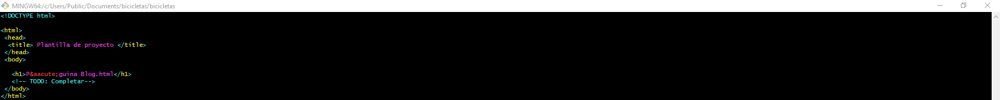 MINGW64:/c/Users/Public/Documents/bicicletas/bicicletas
<!DOCTYPE html>
<html>
<head>
<title> Plantilla de proyecto </title>
</head>
<body>
<h1>P&aacute;guina Blog.html</h1>
<!-- TODO: Completar-->
</body>
</html>